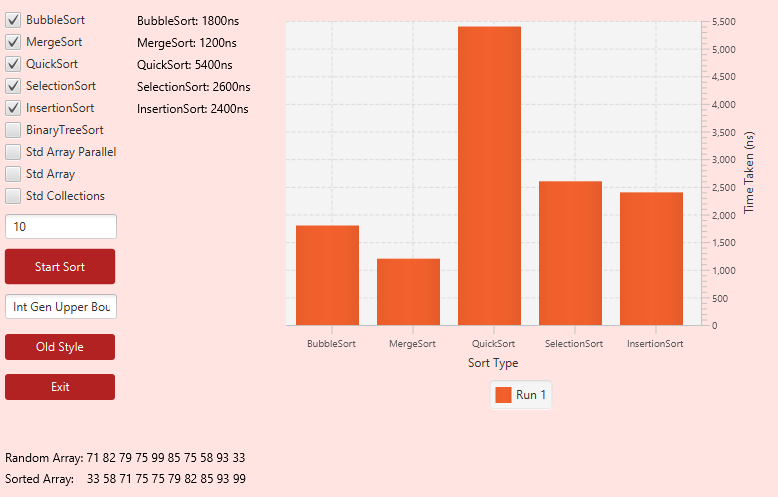 BubbleSort
MergeSort
QuickSort
SelectionSort
InsertionSort
BinaryTreeSort
Std Array Parallel
Std Array
Std Collections
10
Start Sort
Int Gen Upper Bou
Old Style
Exit
BubbleSort: 1800ns
MergeSort: 1200ns
QuickSort: 5400ns
SelectionSort: 2600ns
InsertionSort: 2400ns
5,500
5,000
4,500
4,000
3,500
3,000
2,500
2,000
1,500
1,000
500
0
Time Taken (ns)
BubbleSort MergeSort QuickSort SelectionSort InsertionSort
Sort Type
Run 1
Random Array: 71 82 79 75 99 85 75 58 93 33
Sorted Array: 33 58 71 75 75 79 82 85 93 99